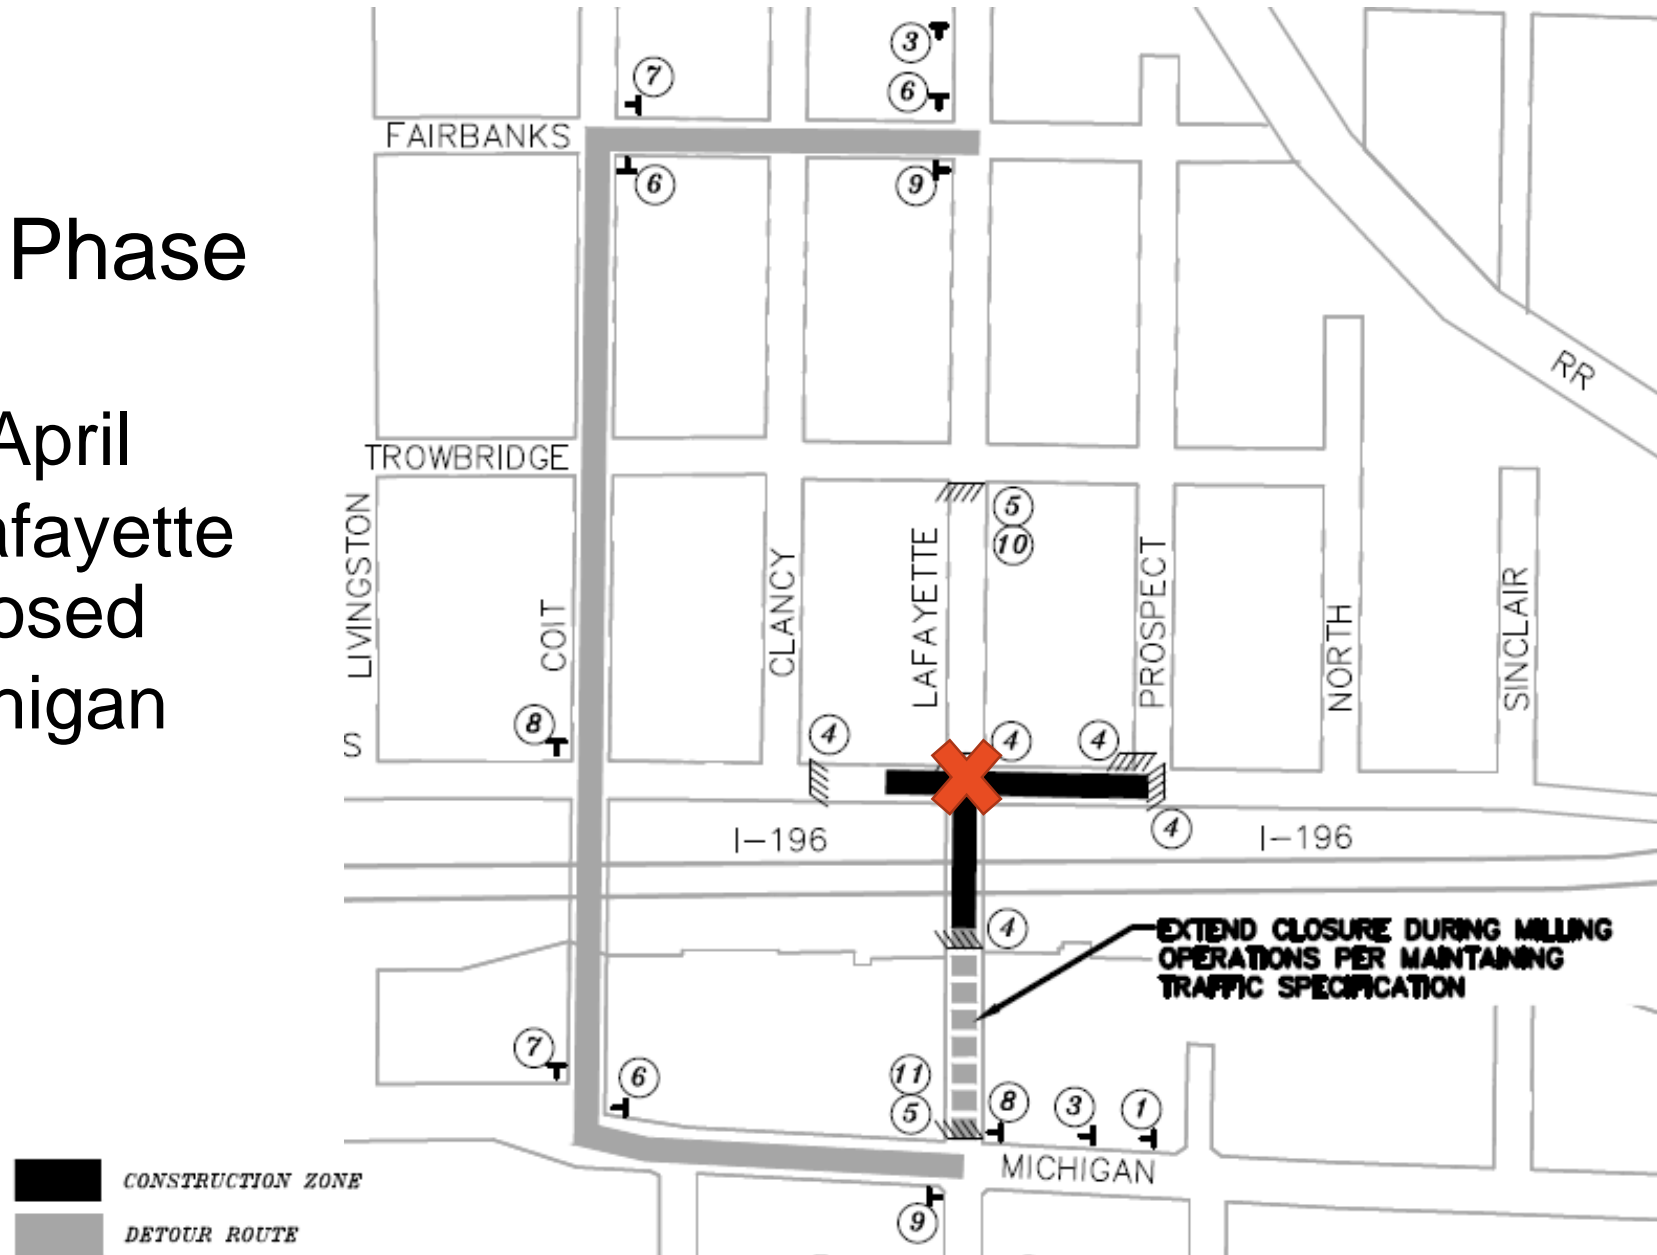 Phase
April
afayette
osed
higan
3
7
6
FAIRBANKS
6
9
RR
TROWBRIDGE
5
10
LIVINGSTON
COIT
CLANCY
LAFAYETTE
PROSPECT
NORTH
SINCLAIR
8
S
4
4
4
4
I-196
I-196
4
EXTEND CLOSURE DURING MILLING
OPERATIONS PER MAINTAINING
TRAFFIC SPECIFICATION
7
6
11
5
8
3
1
MICHIGAN
9
CONSTRUCTION ZONE
DETOUR ROUTE